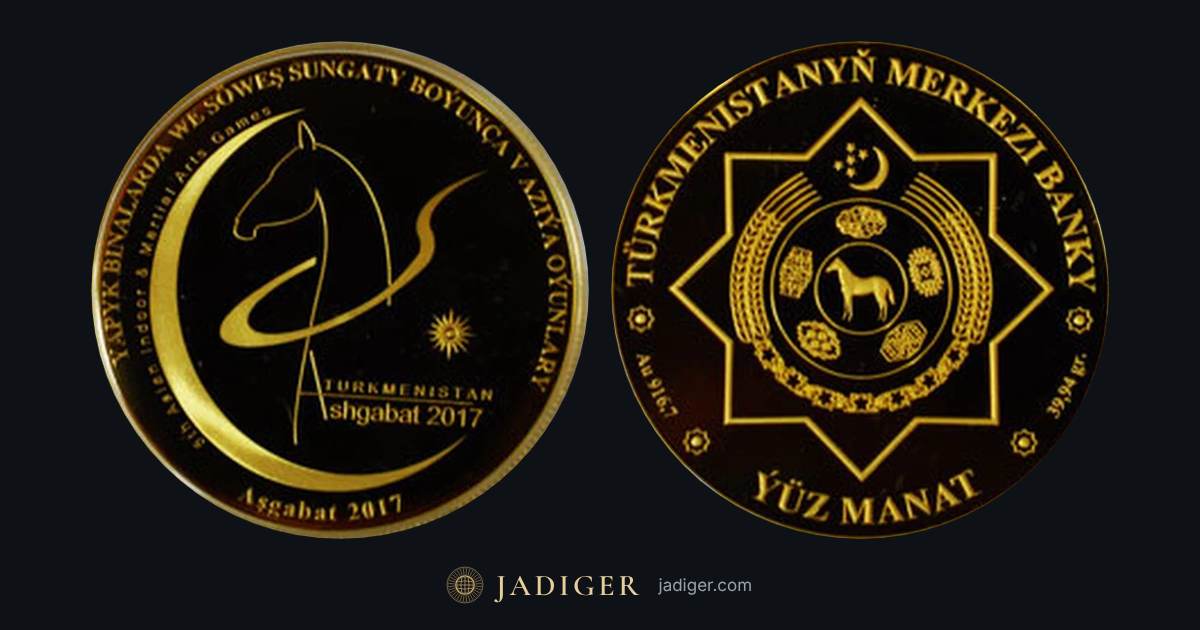 ÝAPYK BINALARDA WE SÖWEŞ SUNGATY BOÝUNÇA V AZIÝA OÝUNLARY
5th Asian Indoor & Martial Arts Games
TURKMENISTAN
Ashgabat 2017
Aşgabat 2017
TÜRKMENISTANYŇ MERKEZI BANKY
Au 916,7
39,94 gr.
ÝÜZ MANAT
JADIGER jadiger.com